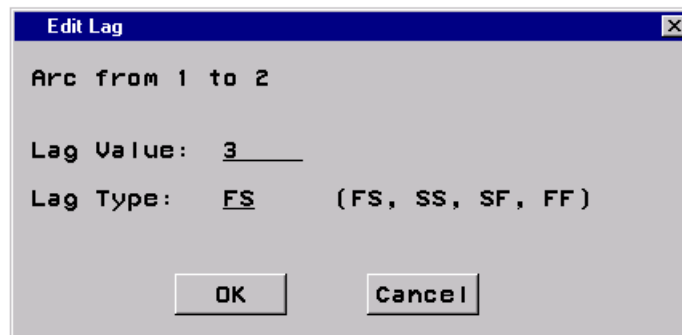 Edit Lag
Arc from 1 to 2
Lag Value: 3
Lag Type: FS (FS, SS, SF, FF)
OK Cancel